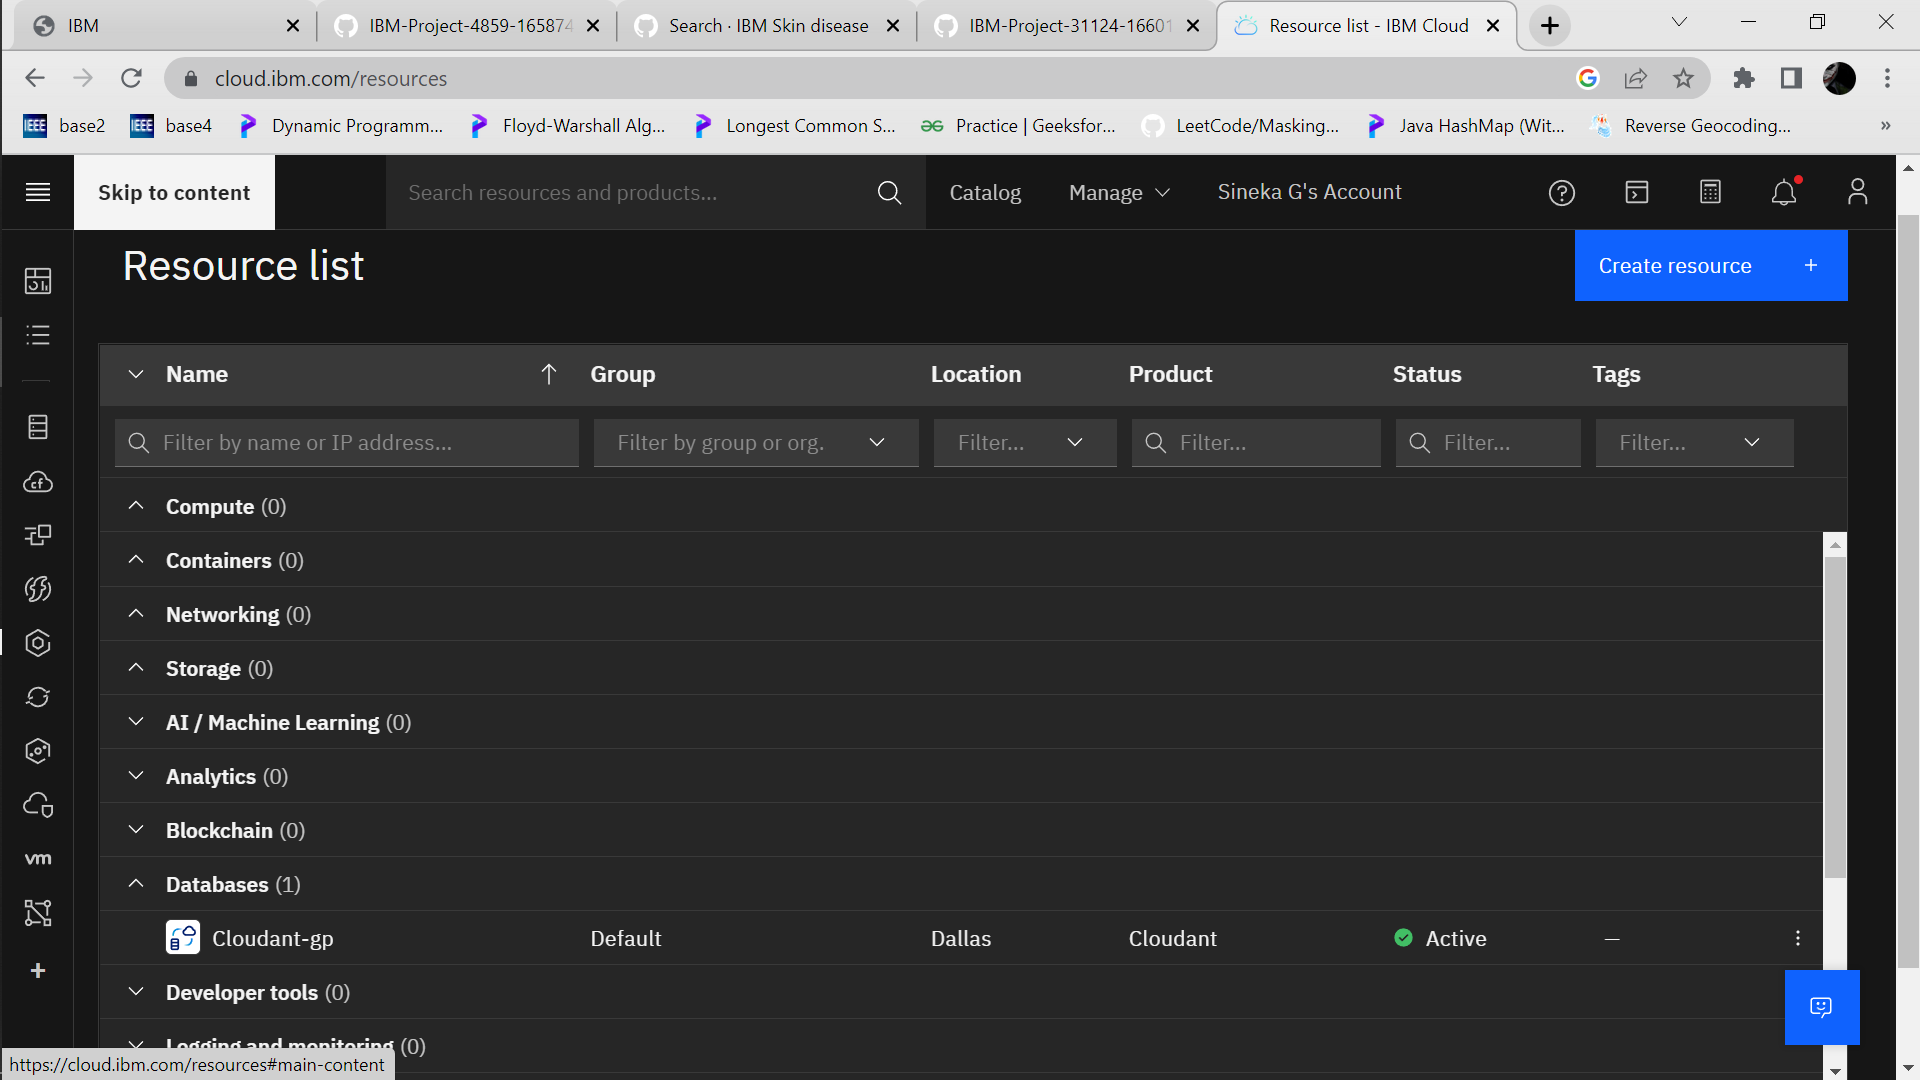 IBM
IBM-Project-4859-165874
Search · IBM Skin disease
IBM-Project-31124-16601
Resource list - IBM Cloud
cloud.ibm.com/resources
IEEE base2
IEEE base4
Dynamic Programm...
Floyd-Warshall Alg...
Longest Common S...
Practice | Geeksfor...
LeetCode/Masking...
Java HashMap (Wit...
Reverse Geocoding...
»
Skip to content
Search resources and products...
Catalog
Manage
Sineka G's Account
Resource list
Create resource +
Name Group Location Product Status Tags
Filter by name or IP address... Filter by group or org. Filter... Filter... Filter... Filter...
Compute (0)
Containers (0)
Networking (0)
Storage (0)
AI / Machine Learning (0)
Analytics (0)
Blockchain (0)
vm
Databases (1)
Cloudant-gp Default Dallas Cloudant Active —
Developer tools (0)
Logging and monitoring (0)
https://cloud.ibm.com/resources#main-content